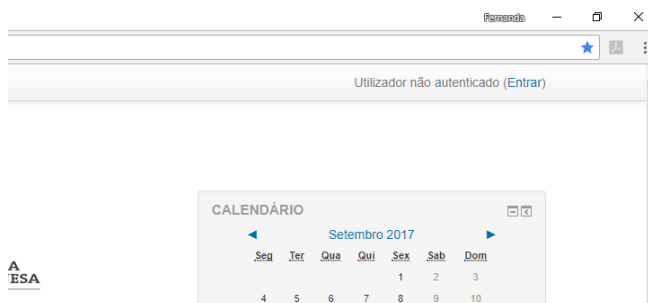 Fernanda
Utilizador não autenticado (Entrar)
CALENDÁRIO
Setembro 2017
Seg Ter Qua Qui Sex Sab Dom
1 2 3
A
ESA
4 5 6 7 8 9 10